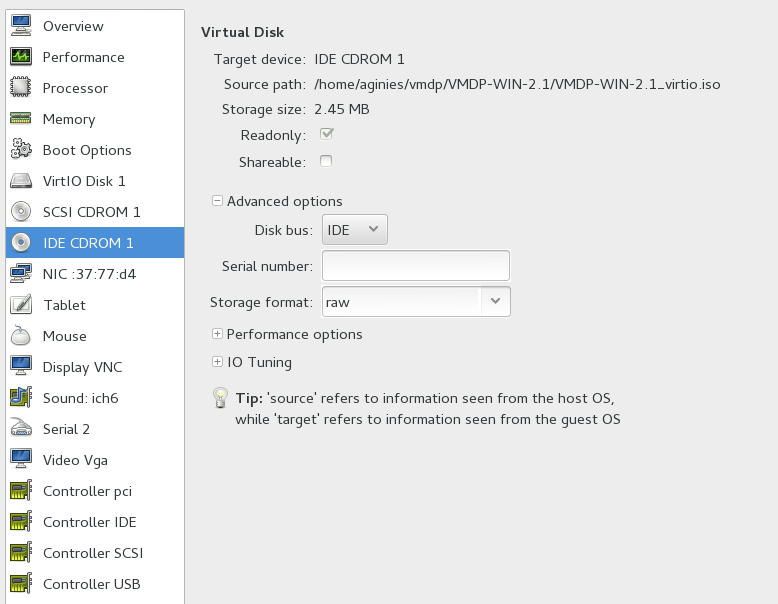 Overview
Performance
Processor
Memory
Boot Options
VirtIO Disk 1
SCSI CDROM 1
IDE CDROM 1
NIC :37:77:d4
Tablet
Mouse
Display VNC
Sound: ich6
Serial 2
Video Vga
Controller pci
Controller IDE
Controller SCSI
Controller USB
Virtual Disk
Target device: IDE CDROM 1
Source path: /home/aginies/vmdp/VMDP-WIN-2.1/VMDP-WIN-2.1_virtio.iso
Storage size: 2.45 MB
Readonly:
Shareable:
Advanced options
Disk bus: IDE
Serial number:
Storage format: raw
Performance options
IO Tuning
Tip: 'source' refers to information seen from the host OS,
while 'target' refers to information seen from the guest OS